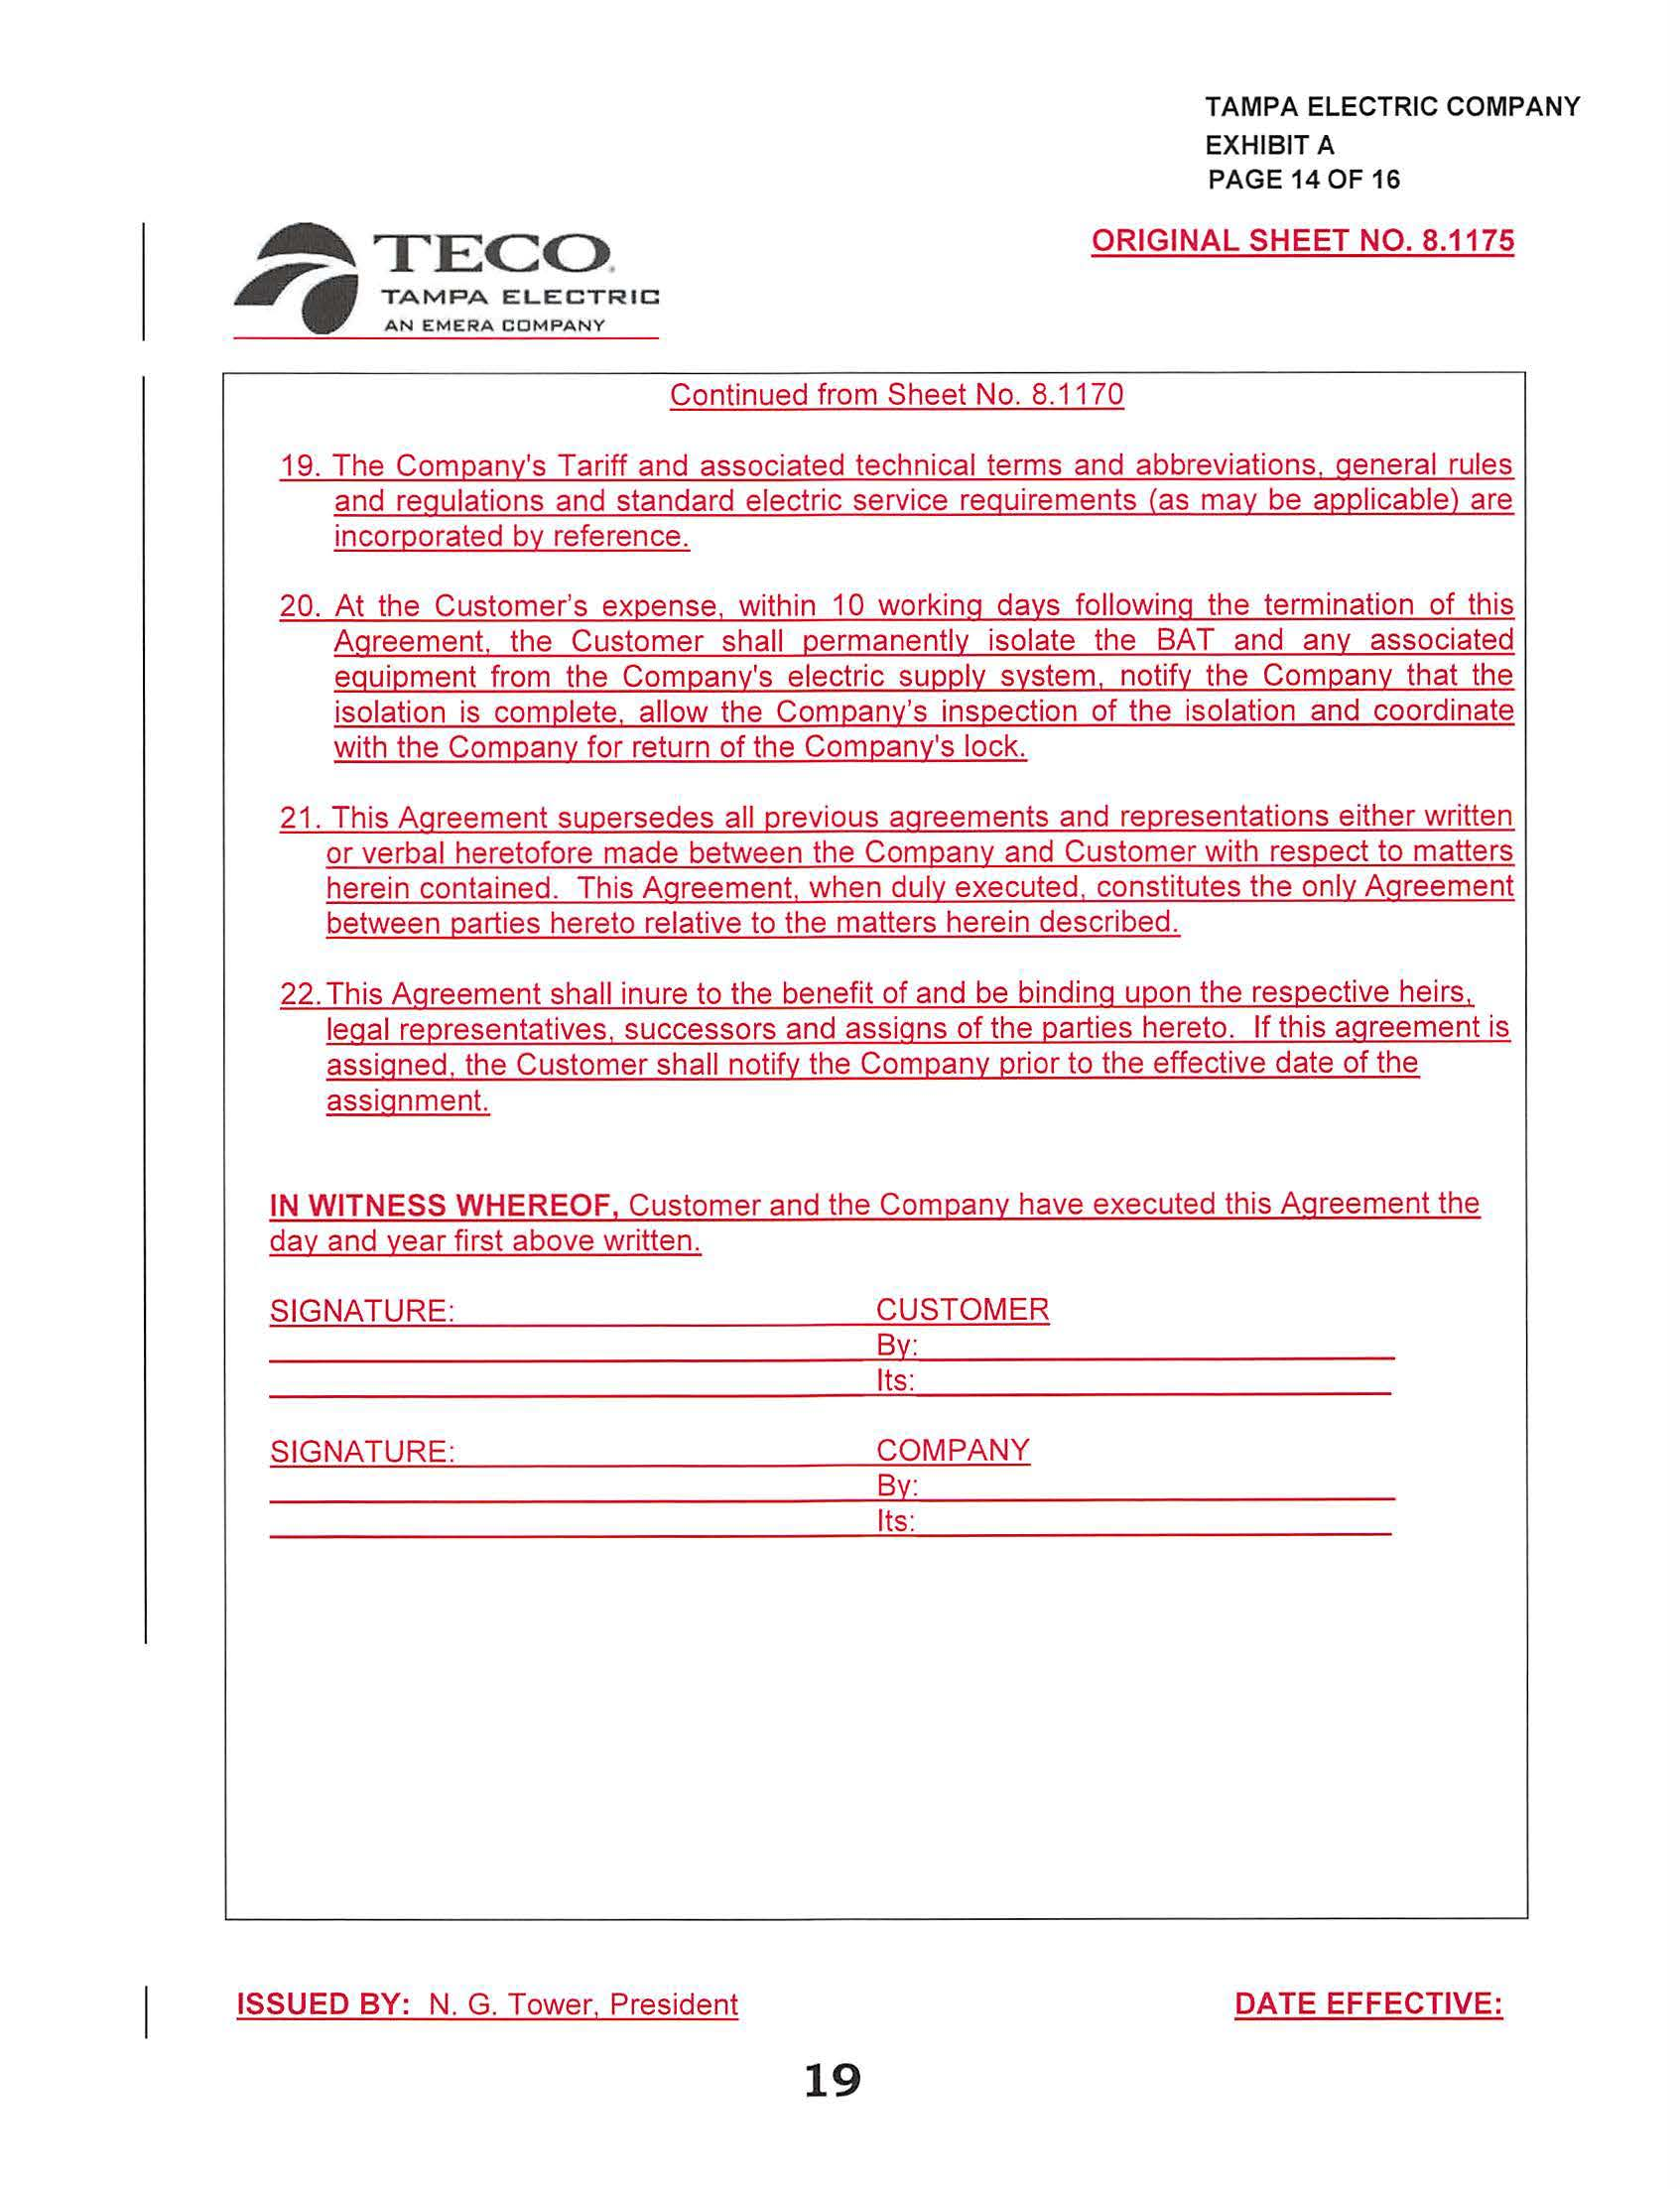 TAMPA ELECTRIC COMPANY
EXHIBIT A
PAGE 14 OF 16
ORIGINAL SHEET NO. 8.1175
TECO.
TAMPA ELECTRIC
AN EMERA COMPANY
Continued from Sheet No. 8.1170
19. The Company's Tariff and associated technical terms and abbreviations, general rules
and regulations and standard electric service requirements (as may be applicable) are
incorporated by reference.
20. At the Customer's expense, within 10 working days following the termination of this
Agreement, the Customer shall permanently isolate the BAT and any associated
equipment from the Company's electric supply system, notify the Company that the
isolation is complete, allow the Company's inspection of the isolation and coordinate
with the Company for return of the Company's lock.
21. This Agreement supersedes all previous agreements and representations either written
or verbal heretofore made between the Company and Customer with respect to matters
herein contained. This Agreement, when duly executed, constitutes the only Agreement
between parties hereto relative to the matters herein described.
22. This Agreement shall inure to the benefit of and be binding upon the respective heirs,
legal representatives, successors and assigns of the parties hereto. If this agreement is
assigned, the Customer shall notify the Company prior to the effective date of the
assignment.
IN WITNESS WHEREOF, Customer and the Company have executed this Agreement the
day and year first above written.
SIGNATURE: CUSTOMER
By:
Its:
SIGNATURE: COMPANY
By:
Its:
ISSUED BY: N. G. Tower, President DATE EFFECTIVE:
19